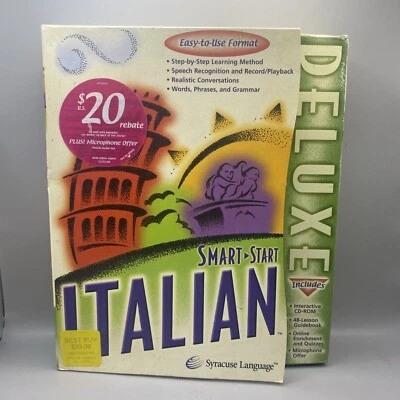 Easy-to-Use Format
• Step-by-Step Learning Method
• Speech Recognition and Record/Playback
• Realistic Conversations
• Words, Phrases, and Grammar
$20
U.S.
rebate
PLUS! Microphone Offer
SMART START
ITALIAN
BEST BUY
Syracuse Language™
DELUXE
Includes
• Interactive
CD-ROM
• 48-Lesson
Guidebook
• Online
Enrichment
and Quizzes
• Microphone
Offer